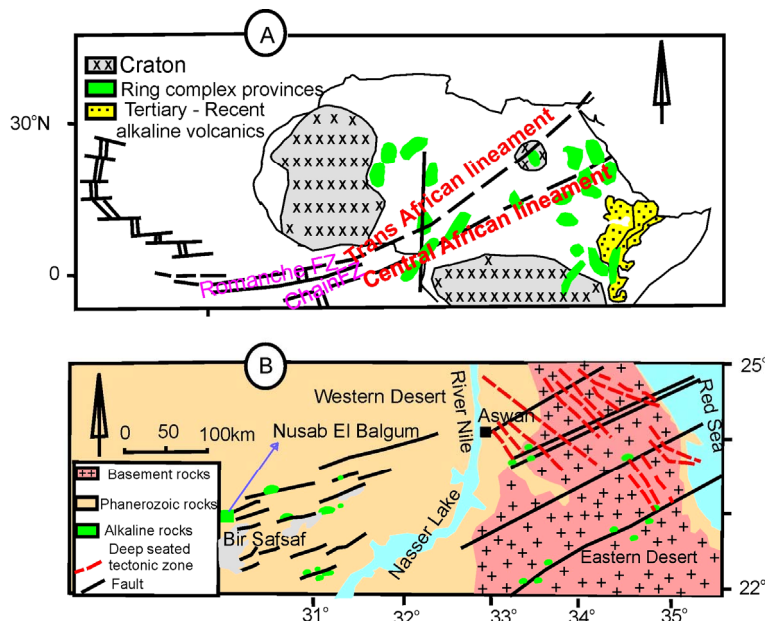 A
Craton
Ring complex provinces
Tertiary - Recent
alkaline volcanics
30°N
0
Trans African lineament
Central African lineament
Romanche FZ
Chain FZ
B
25°
Western Desert
River Nile
Aswan
Red Sea
0 50 100km
Nusab El Balgum
Basement rocks
Phanerozoic rocks
Alkaline rocks
Deep seated
tectonic zone
Fault
Bir Safsaf
Nasser Lake
Eastern Desert
22°
31° 32° 33° 34° 35°